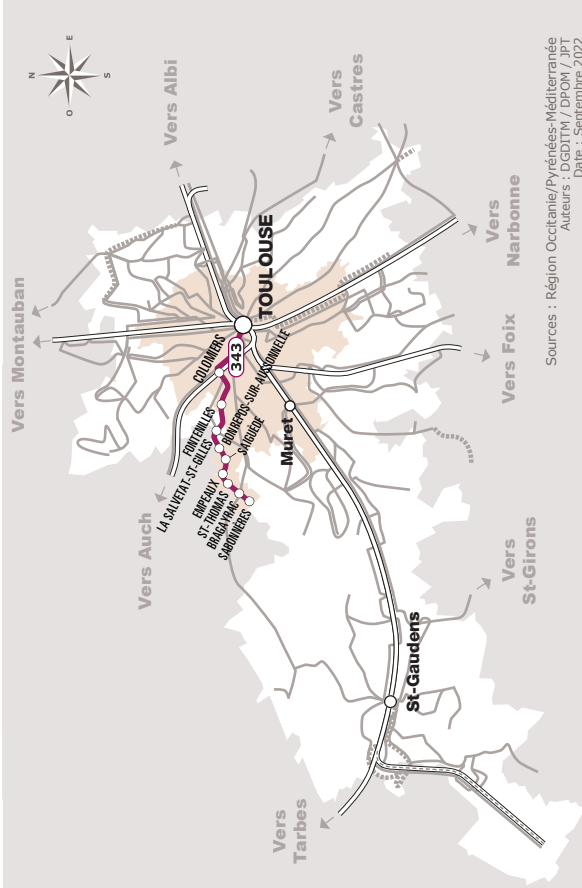 N
E
S
O
Vers Albi
Vers
Castres
Vers Montauban
TOULOUSE
Vers
Narbonne
COLOMIERS
343
Vers Foix
FONTENILLES
LA SALVETAT-ST-GILLES
BONREPOS-SUR-AUSSONNELLE
SAIGUÈDE
EMPEAUX
ST-THOMAS
BRAGAYRAC
SABONNÈRES
Muret
Vers Auch
Vers
St-Girons
St-Gaudens
Vers
Tarbes
Sources : Région Occitanie/Pyrénées-Méditerranée
Auteurs : DGDITM / DPOM / JPT
Date : Septembre 2022